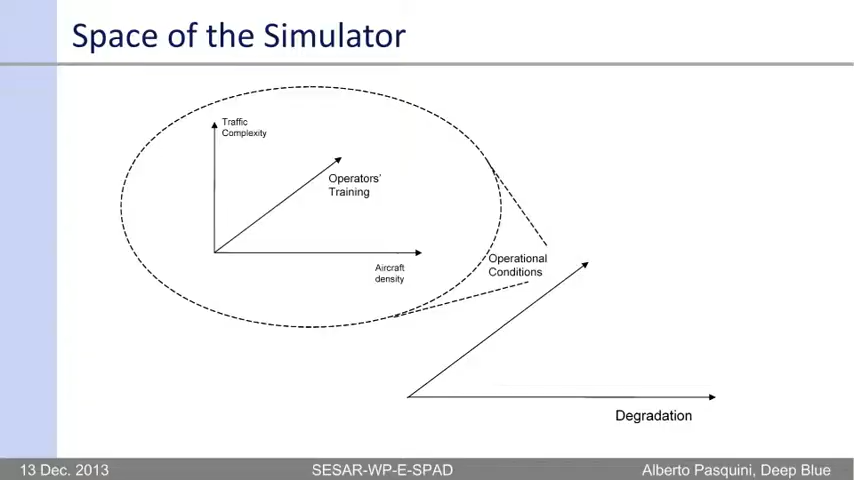 Space of the Simulator
Traffic
Complexity
Operators'
Training
Aircraft
density
Operational
Conditions
Degradation
13 Dec. 2013
SESAR-WP-E-SPAD
Alberto Pasquini, Deep Blue